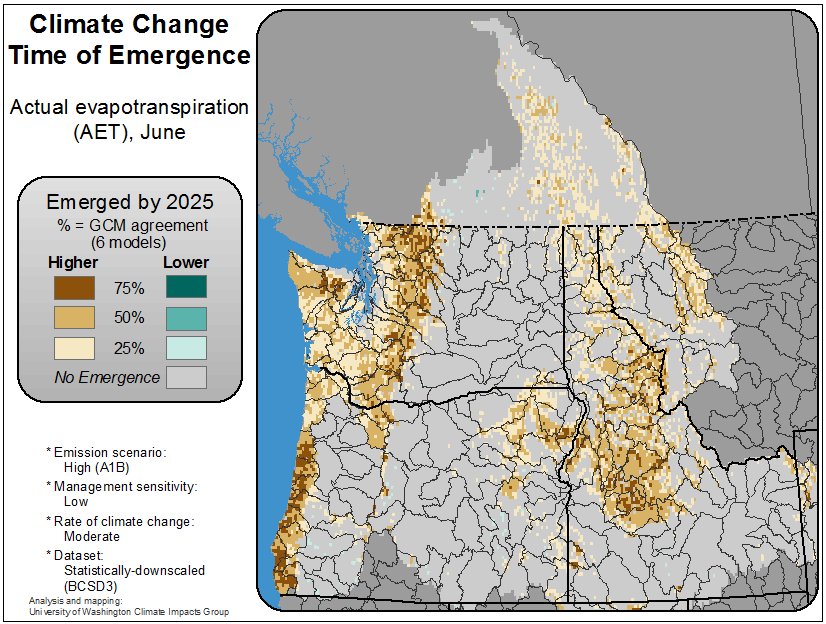 Climate Change
Time of Emergence
Actual evapotranspiration
(AET), June
Emerged by 2025
% = GCM agreement
(6 models)
Higher Lower
75%
50%
25%
No Emergence
* Emission scenario:
High (A1B)
* Management sensitivity:
Low
* Rate of climate change:
Moderate
* Dataset:
Statistically-downscaled
(BCSD3)
Analysis and mapping:
University of Washington Climate Impacts Group